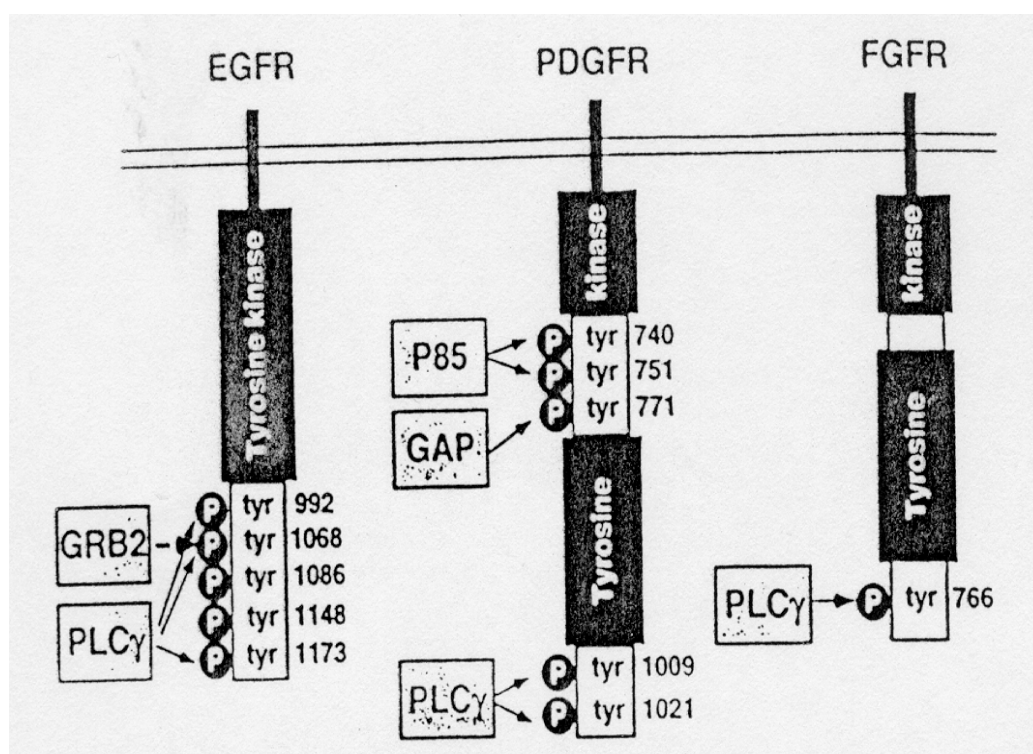 EGFR
PDGFR
FGFR
Tyrosine kinase
kinase
kinase
P85
GAP
P tyr 740
P tyr 751
P tyr 771
Tyrosine
Tyrosine
GRB2
PLCγ
P tyr 992
P tyr 1068
P tyr 1086
P tyr 1148
P tyr 1173
PLCγ
P tyr 1009
P tyr 1021
PLCγ
P tyr 766